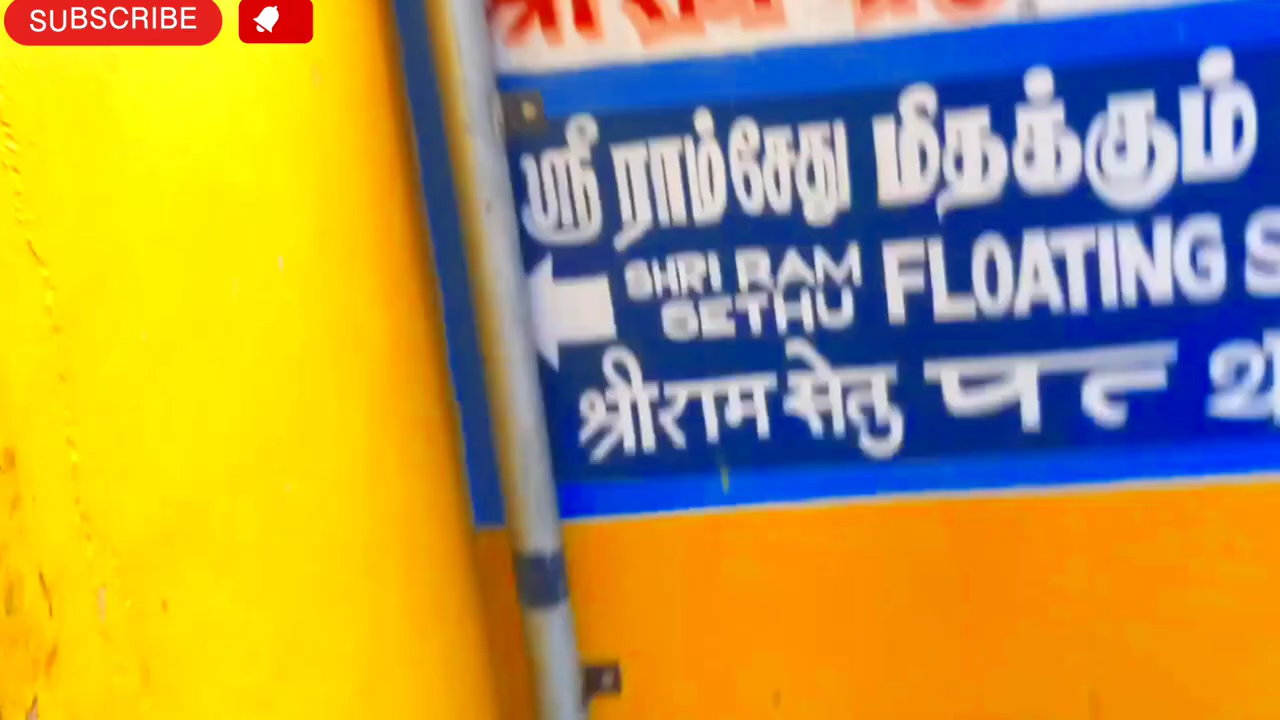 SUBSCRIBE
ஸ்ரீ ராம்சேது மிதக்கும்
SHRI RAM
SETHU FLOATING
श्रीराम सेतु